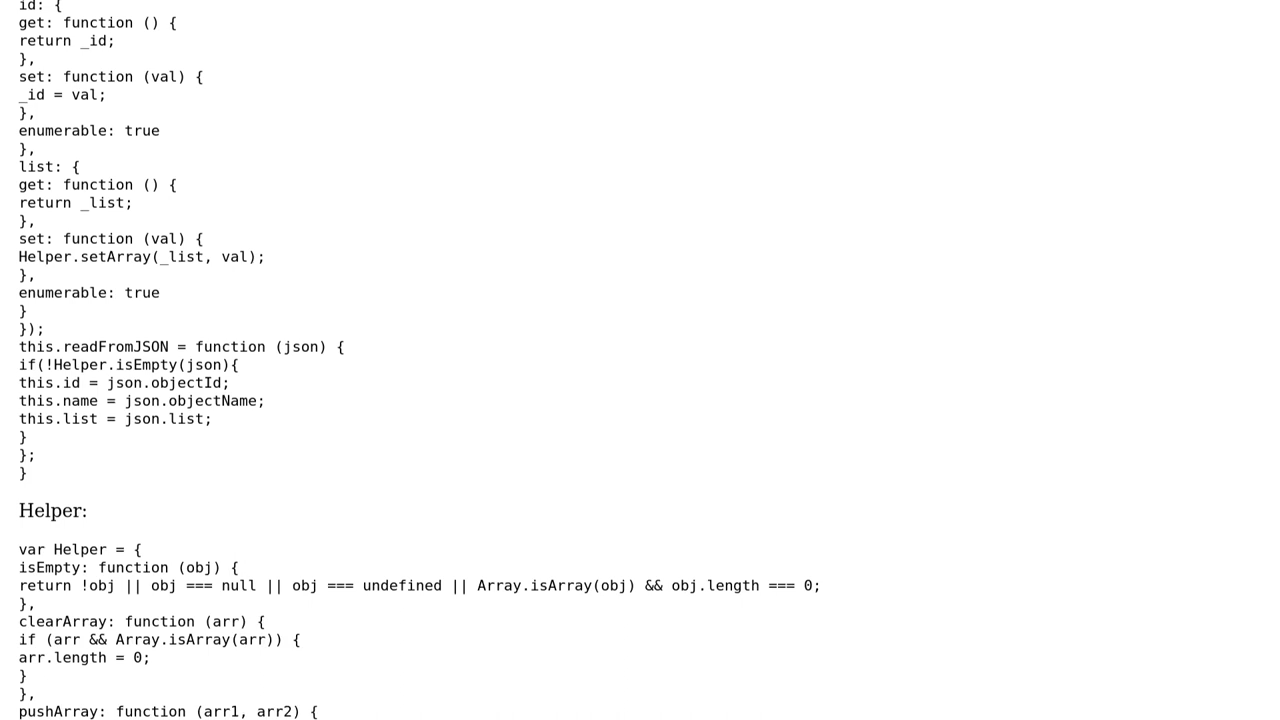 id: {
get: function () {
return _id;
},
set: function (val) {
_id = val;
},
enumerable: true
},
list: {
get: function () {
return _list;
},
set: function (val) {
Helper.setArray(_list, val);
},
enumerable: true
}
});
this.readFromJSON = function (json) {
if(!Helper.isEmpty(json){
this.id = json.objectId;
this.name = json.objectName;
this.list = json.list;
}
};
}
Helper:
var Helper = {
isEmpty: function (obj) {
return !obj || obj === null || obj === undefined || Array.isArray(obj) && obj.length === 0;
},
clearArray: function (arr) {
if (arr && Array.isArray(arr)) {
arr.length = 0;
}
},
pushArray: function (arr1, arr2) {